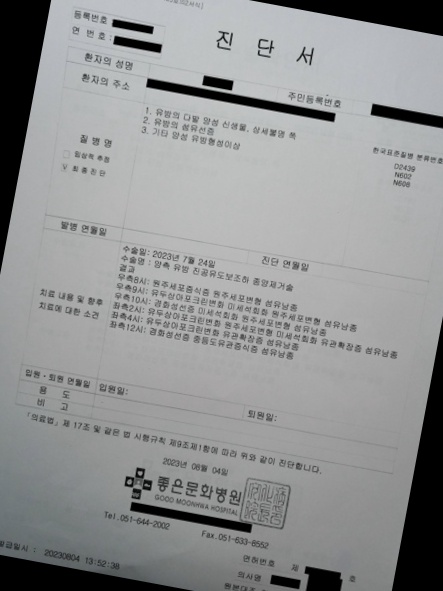 진 단 서
등록번호
연 번 호 :
환자의 성명
주민등록번호
환자의 주소
질 병 명
임상적 추정
최 종 진 단
1. 유방의 다발 양성 신생물, 상세불명 쪽
2. 유방의 섬유선증
3. 기타 양성 유방형성이상
한국표준질병 분류번호
D2439
N602
N608
발병 연월일
진단 연월일
치료 내용 및 향후
치료에 대한 소견
수술일: 2023년 7월 24일
수술명 : 양측 유방 진공유도보조하 종양제거술
결과
우측8시: 원주세포증식증 원주세포변형 섬유낭종
우측9시: 유두상아포크린변화 미세석회화 원주세포변형 섬유낭종
우측10시: 경화성선증 미세석회화 원주세포변형 미세석회화 유관확장증 섬유낭종
좌측2시: 유두상아포크린변화 원주세포변형 섬유낭종
좌측4시: 유두상아포크린변화 유관확장증 섬유낭종
좌측12시: 경화성선증 중등도유관증식증 섬유낭종
입원 · 퇴원 연월일
입원일:
퇴원일:
용 도
비 고
「의료법」 제 17조 및 같은 법 시행규칙 제9조제1항에 따라 위와 같이 진단합니다.
2023년 08월 04일
좋은문화병원
GOOD MOONHWA HOSPITAL
Tel.051-644-2002
Fax.051-633-8552
면허번호 제 호
의사명
발급일시 : 20230804 13:52:38
원본대조